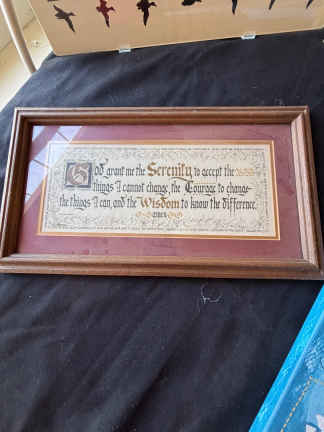 God grant me the Serenity to accept the
things I cannot change, the Courage to change
the things I can, and the Wisdom to know the difference.